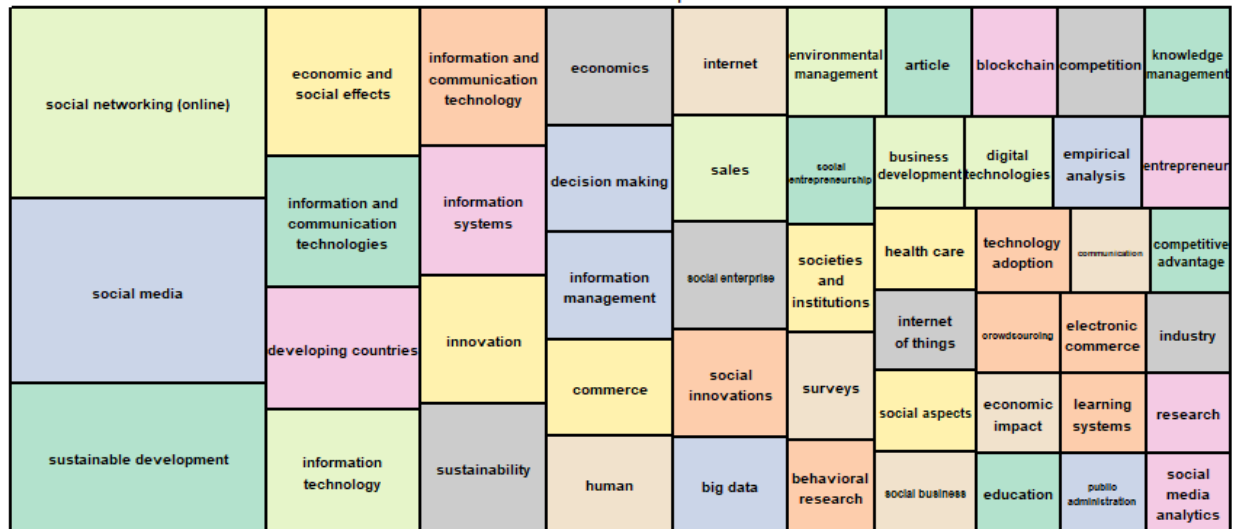 social networking (online)
social media
sustainable development
economic and
social effects
information and
communication
technologies
developing countries
information
technology
information and
communication
technology
information
systems
innovation
sustainability
economics
decision making
information
management
commerce
human
internet
sales
social enterprise
social
innovations
big data
environmental
management
social
entrepreneurship
societies
and
institutions
surveys
behavioral
research
article
blockchain
competition
knowledge
management
business
development
digital
technologies
empirical
analysis
entrepreneur
health care
technology
adoption
communication
competitive
advantage
internet
of things
crowdsourcing
electronic
commerce
industry
social aspects
economic
impact
learning
systems
research
social business
education
public
administration
social
media
analytics